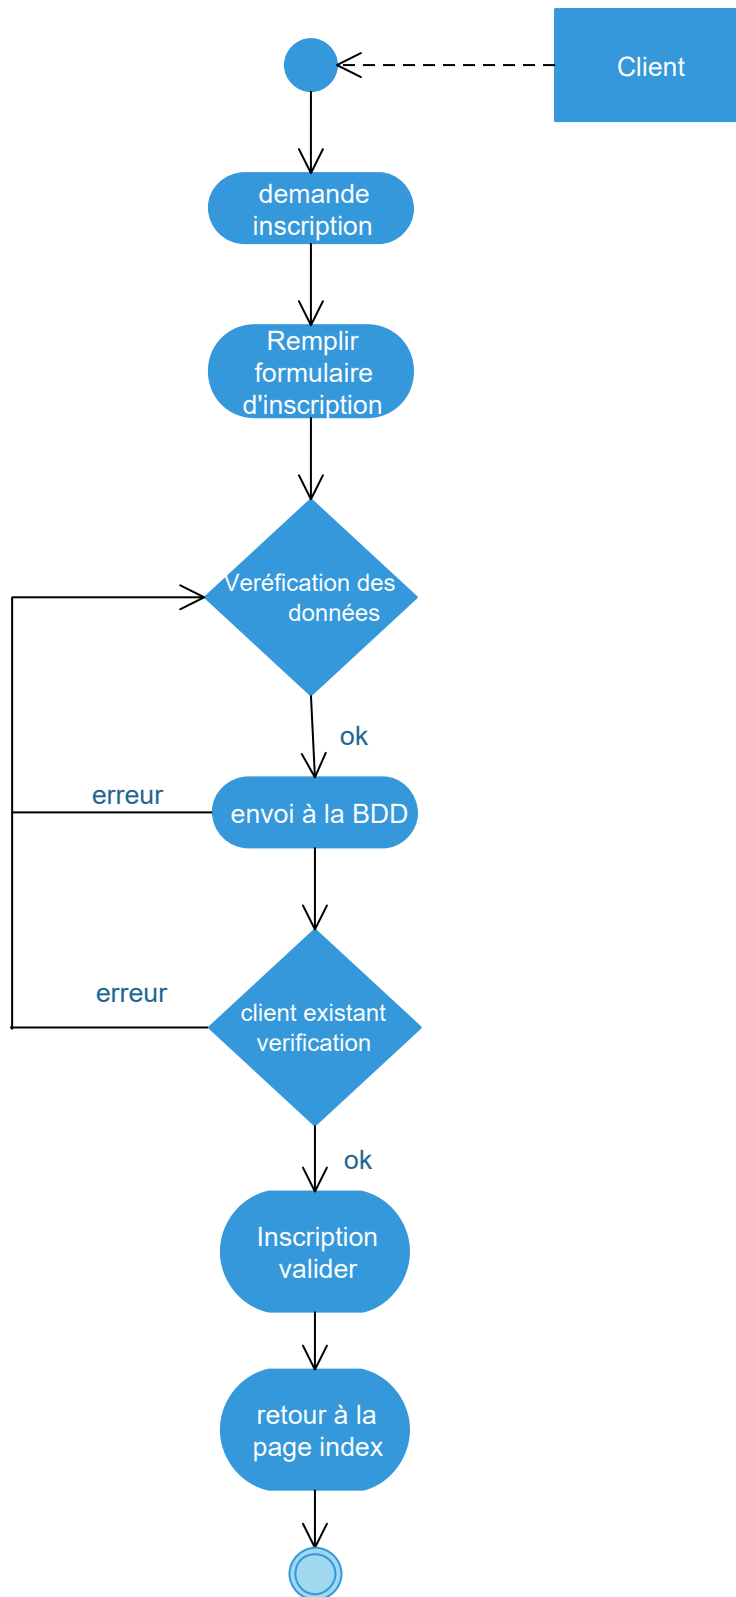 Client
demande
inscription
Remplir
formulaire
d'inscription
Veréfication des
données
ok
erreur
envoi à la BDD
erreur
client existant
verification
ok
Inscription
valider
retour à la
page index